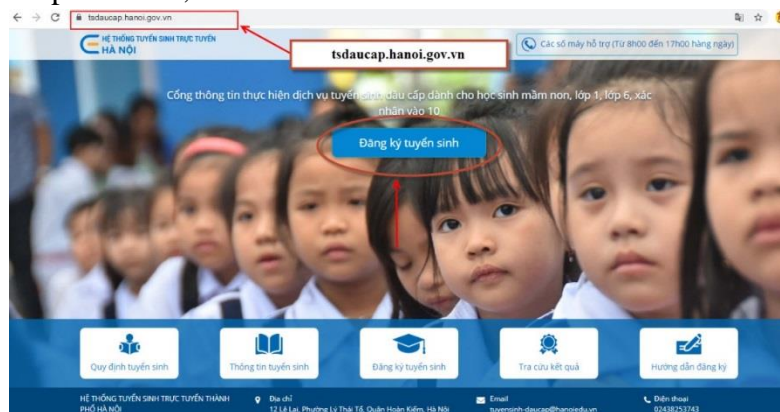 tsdaucap.hanoi.gov.vn
HỆ THỐNG TUYỂN SINH TRỰC TUYẾN
HÀ NỘI
tsdaucap.hanoi.gov.vn
Các số máy hỗ trợ (Từ 8h00 đến 17h00 hàng ngày)
Cổng thông tin thực hiện dịch vụ tuyển sinh đầu cấp dành cho học sinh mầm non, lớp 1, lớp 6, xác
nhận vào 10
Đăng ký tuyển sinh
Quy định tuyển sinh
Thông tin tuyển sinh
Đăng ký tuyển sinh
Tra cứu kết quả
Hướng dẫn đăng ký
HỆ THỐNG TUYỂN SINH TRỰC TUYẾN THÀNH
PHỐ HÀ NỘI
Địa chỉ
12 Lê Lai, Phường Lý Thái Tổ, Quận Hoàn Kiếm, Hà Nội
Email
tuyensinh-daucap@hanoiedu.vn
Điện thoại
02438253743